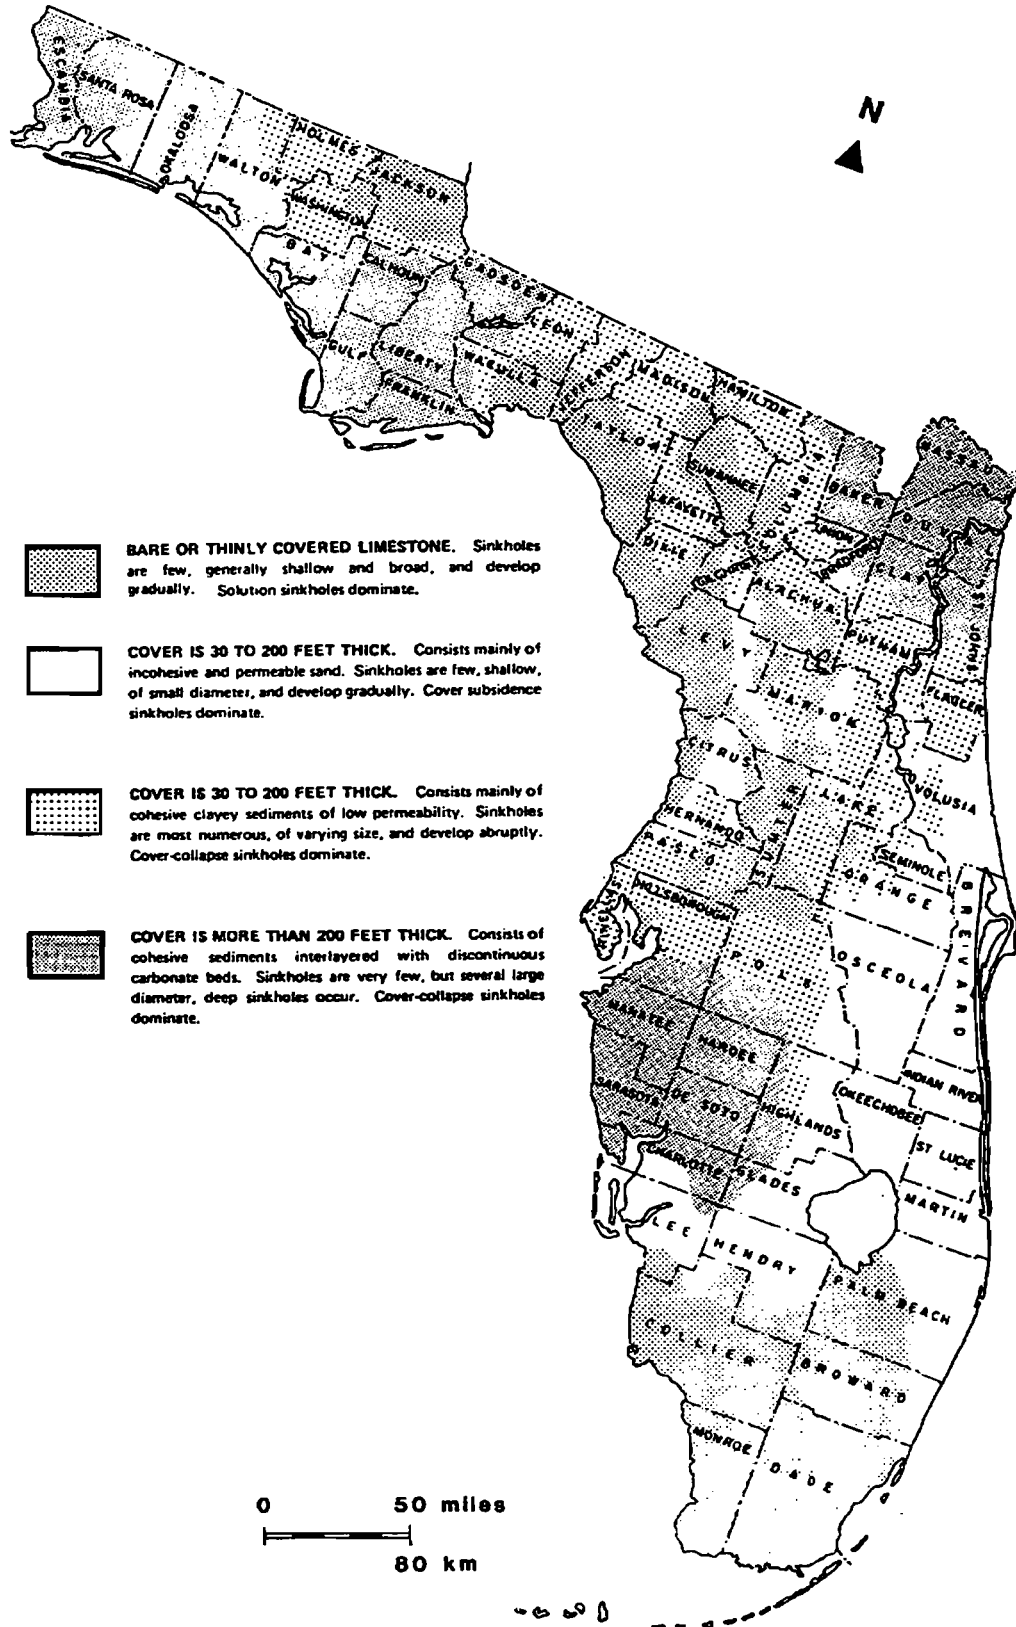 N
ESCAMBIA
SANTA ROSA
OKALOOSA
WALTON
HOLMES
JACKSON
WASHINGTON
BAY
CALHOUN
GULF
LIBERTY
FRANKLIN
GADSDEN
LEON
WAKULLA
JEFFERSON
MADISON
HAMILTON
TAYLOR
SUWANNEE
LAFAYETTE
COLUMBIA
BAKER
NASSAU
DUVAL
UNION
BRADFORD
CLAY
ST. JOHNS
DIXIE
GILCHRIST
ALACHUA
PUTNAM
FLAGLER
LEVY
MARION
CITRUS
SUMTER
LAKE
VOLUSIA
HERNANDO
PASCO
SEMINOLE
ORANGE
BREVARD
PINELLAS
HILLSBOROUGH
POLK
OSCEOLA
MANATEE
HARDEE
INDIAN RIVER
SARASOTA
DE SOTO
HIGHLANDS
OKEECHOBEE
ST LUCIE
CHARLOTTE
GLADES
MARTIN
LEE
HENDRY
PALM BEACH
COLLIER
BROWARD
MONROE
DADE
BARE OR THINLY COVERED LIMESTONE. Sinkholes
are few, generally shallow and broad, and develop
gradually. Solution sinkholes dominate.
COVER IS 30 TO 200 FEET THICK. Consists mainly of
incohesive and permeable sand. Sinkholes are few, shallow,
of small diameter, and develop gradually. Cover subsidence
sinkholes dominate.
COVER IS 30 TO 200 FEET THICK. Consists mainly of
cohesive clayey sediments of low permeability. Sinkholes
are most numerous, of varying size, and develop abruptly.
Cover-collapse sinkholes dominate.
COVER IS MORE THAN 200 FEET THICK. Consists of
cohesive sediments interlayered with discontinuous
carbonate beds. Sinkholes are very few, but several large
diameter, deep sinkholes occur. Cover-collapse sinkholes
dominate.
0 50 miles
80 km